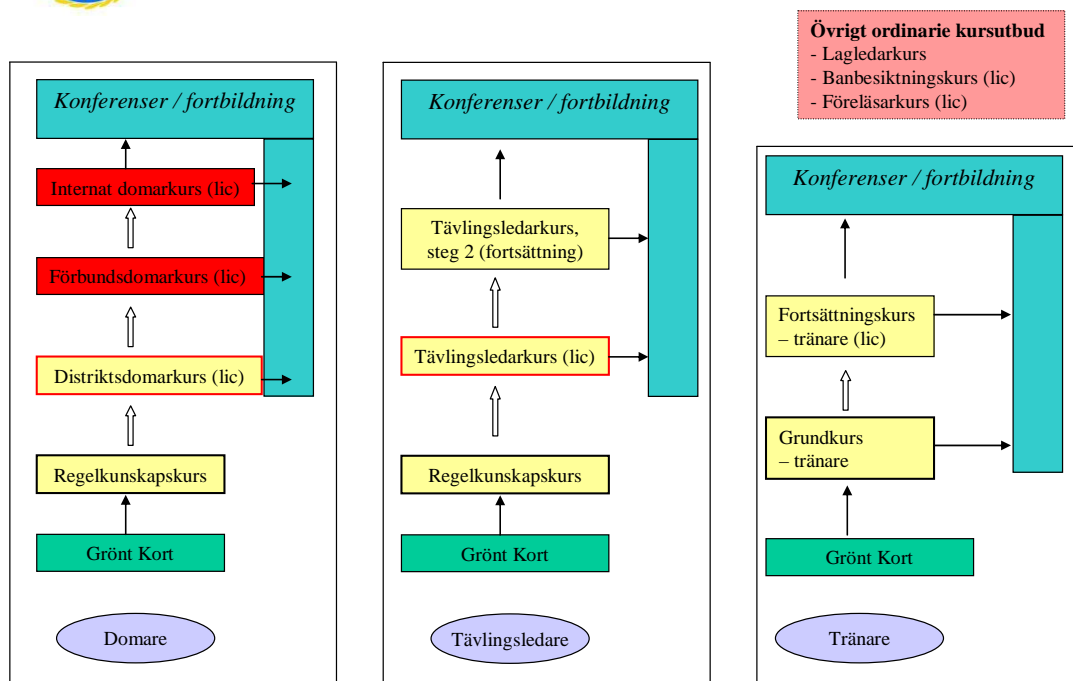 Övrigt ordinarie kursutbud
- Lagledarkurs
- Banbesiktningskurs (lic)
- Föreläsarkurs (lic)
Konferenser / fortbildning
Internat domarkurs (lic)
Förbundsdomarkurs (lic)
Distriktsdomarkurs (lic)
Regelkunskapskurs
Grönt Kort
Domare
Konferenser / fortbildning
Tävlingsledarkurs,
steg 2 (fortsättning)
Tävlingsledarkurs (lic)
Regelkunskapskurs
Grönt Kort
Tävlingsledare
Konferenser / fortbildning
Fortsättningskurs
– tränare (lic)
Grundkurs
– tränare
Grönt Kort
Tränare